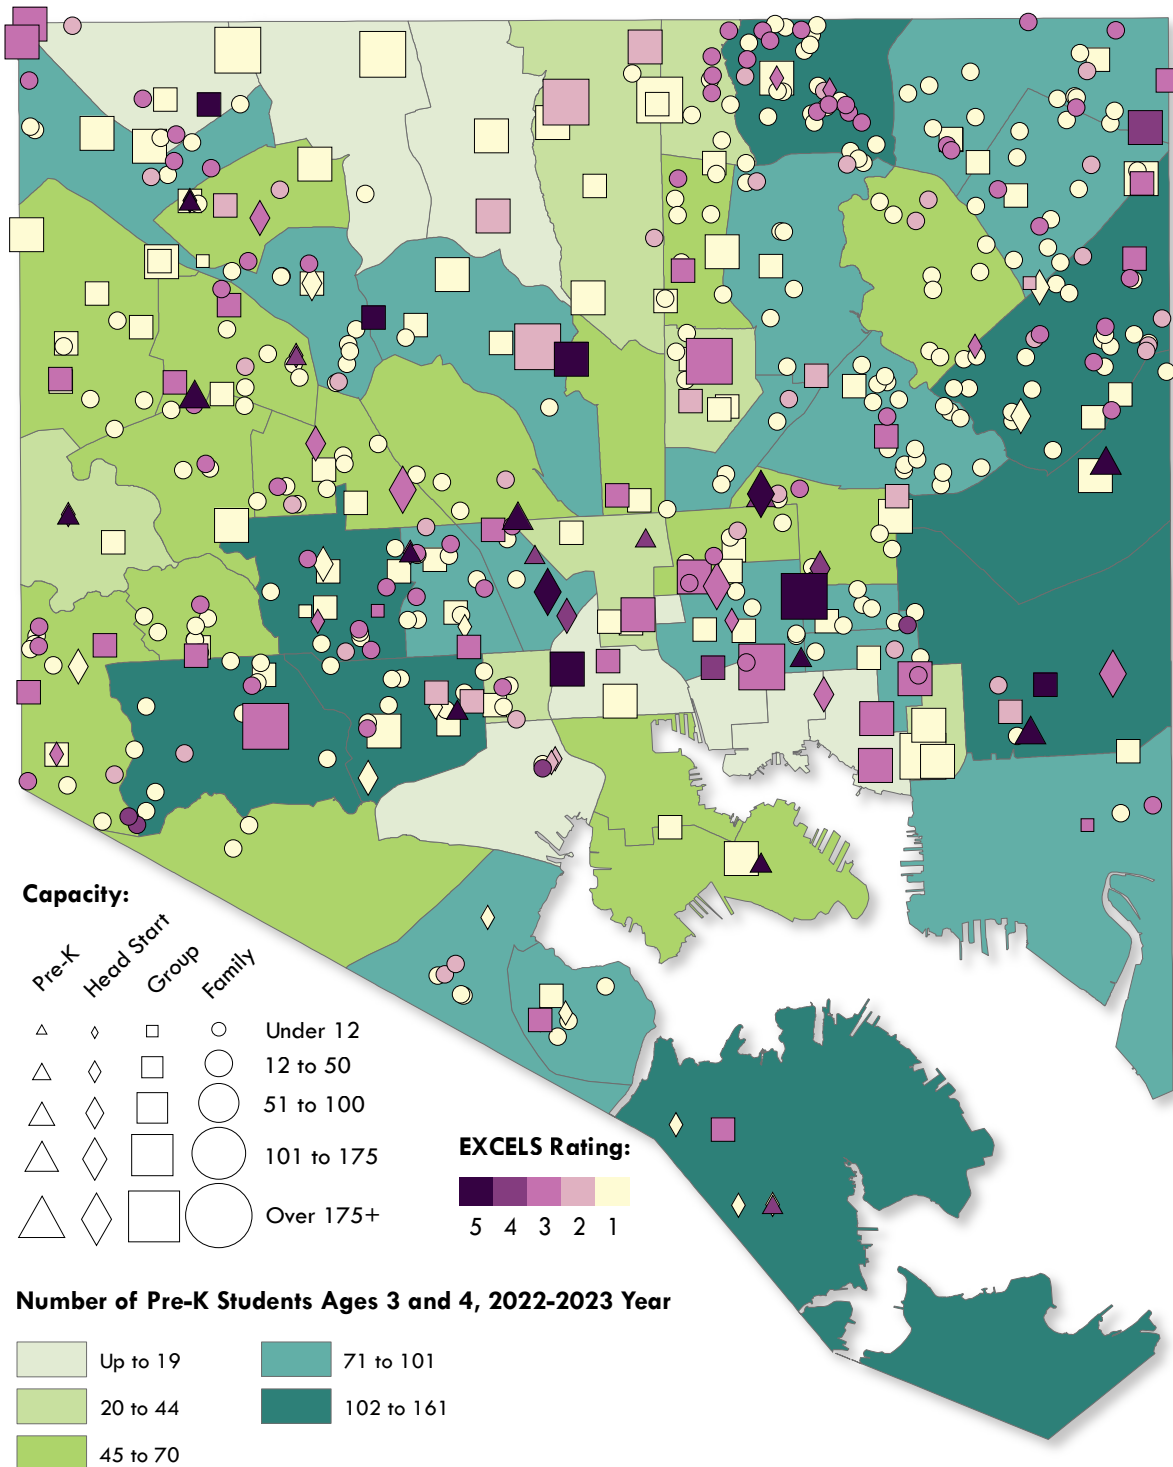 Capacity:
Pre-K
Head Start
Group
Family
Under 12
12 to 50
51 to 100
101 to 175
Over 175+
EXCELS Rating:
5 4 3 2 1
Number of Pre-K Students Ages 3 and 4, 2022-2023 Year
Up to 19
71 to 101
20 to 44
102 to 161
45 to 70